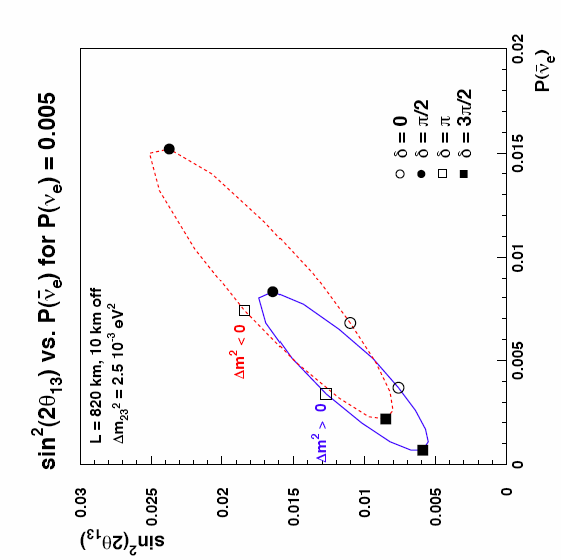 sin²(2θ₁₃) vs. P(ν̄ₑ) for P(νₑ) = 0.005
L = 820 km, 10 km off
Δm₂₃² = 2.5 10⁻³ eV²
Δm² < 0
Δm² > 0
○ δ = 0
● δ = π/2
□ δ = π
■ δ = 3π/2
sin²(2θ₁₃)
0.03
0.025
0.02
0.015
0.01
0.005
0
0
0.005
0.01
0.015
0.02
P(ν̄ₑ)